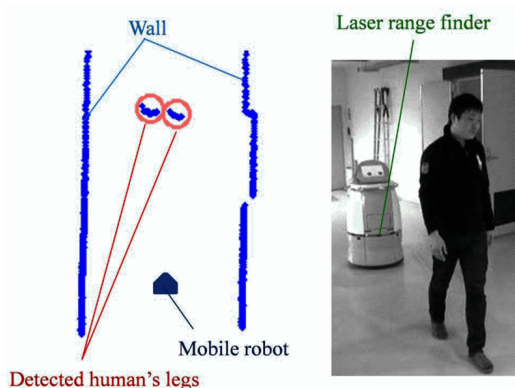 Wall
Laser range finder
Mobile robot
Detected human's legs